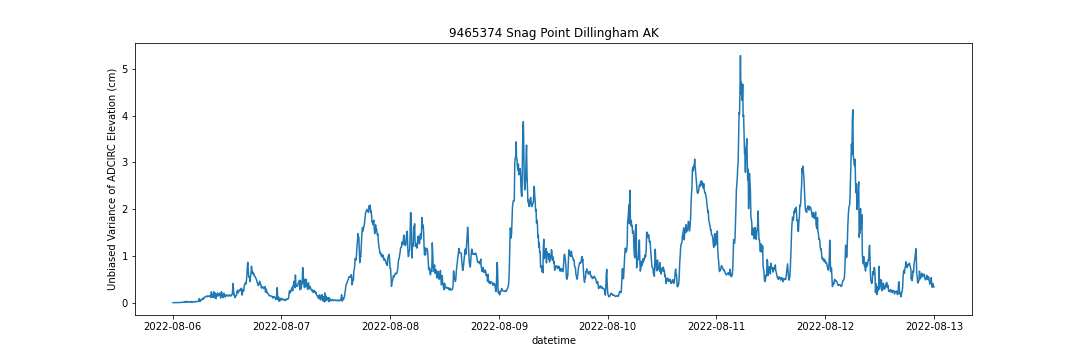 9465374 Snag Point Dillingham AK
Unbiased Variance of ADCIRC Elevation (cm)
5
4
3
2
1
0
2022-08-06 2022-08-07 2022-08-08 2022-08-09 2022-08-10 2022-08-11 2022-08-12 2022-08-13
datetime